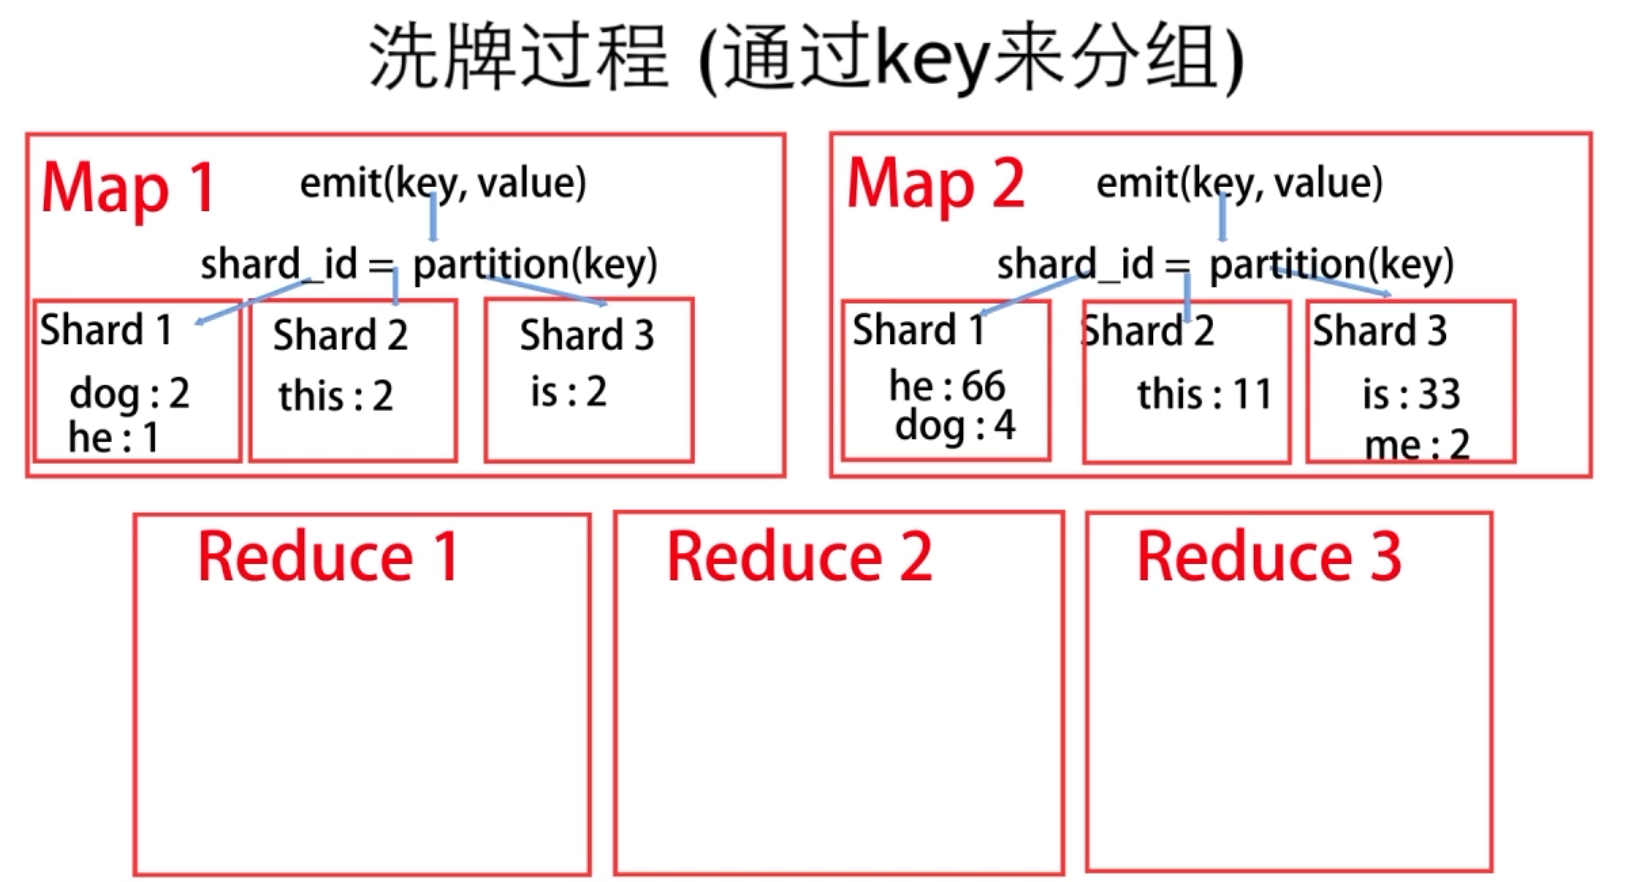 洗牌过程 (通过key来分组)
Map 1
emit(key, value)
shard_id = partition(key)
Shard 1
dog : 2
he : 1
Shard 2
this : 2
Shard 3
is : 2
Map 2
emit(key, value)
shard_id = partition(key)
Shard 1
he : 66
dog : 4
Shard 2
this : 11
Shard 3
is : 33
me : 2
Reduce 1
Reduce 2
Reduce 3